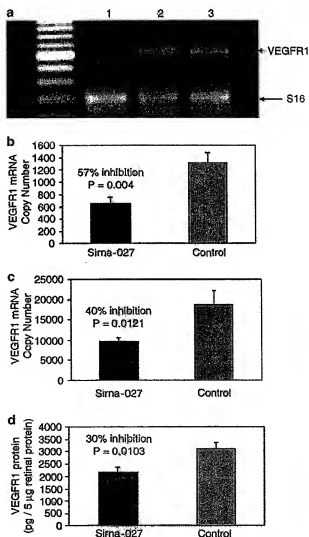 a
1 2 3
VEGFR1
S16
b
VEGFR1 mRNA
Copy Number
1600
1400
1200
1000
800
600
400
200
0
57% inhibition
P = 0.004
Sirna-027 Control
c
VEGFR1 mRNA
Copy Number
25000
20000
15000
10000
5000
0
40% inhibition
P = 0.0121
Sirna-027 Control
d
VEGFR1 protein
(pg / 5 µg retinal protein)
4000
3500
3000
2500
2000
1500
1000
500
0
30% inhibition
P = 0.0103
Sirna-027 Control